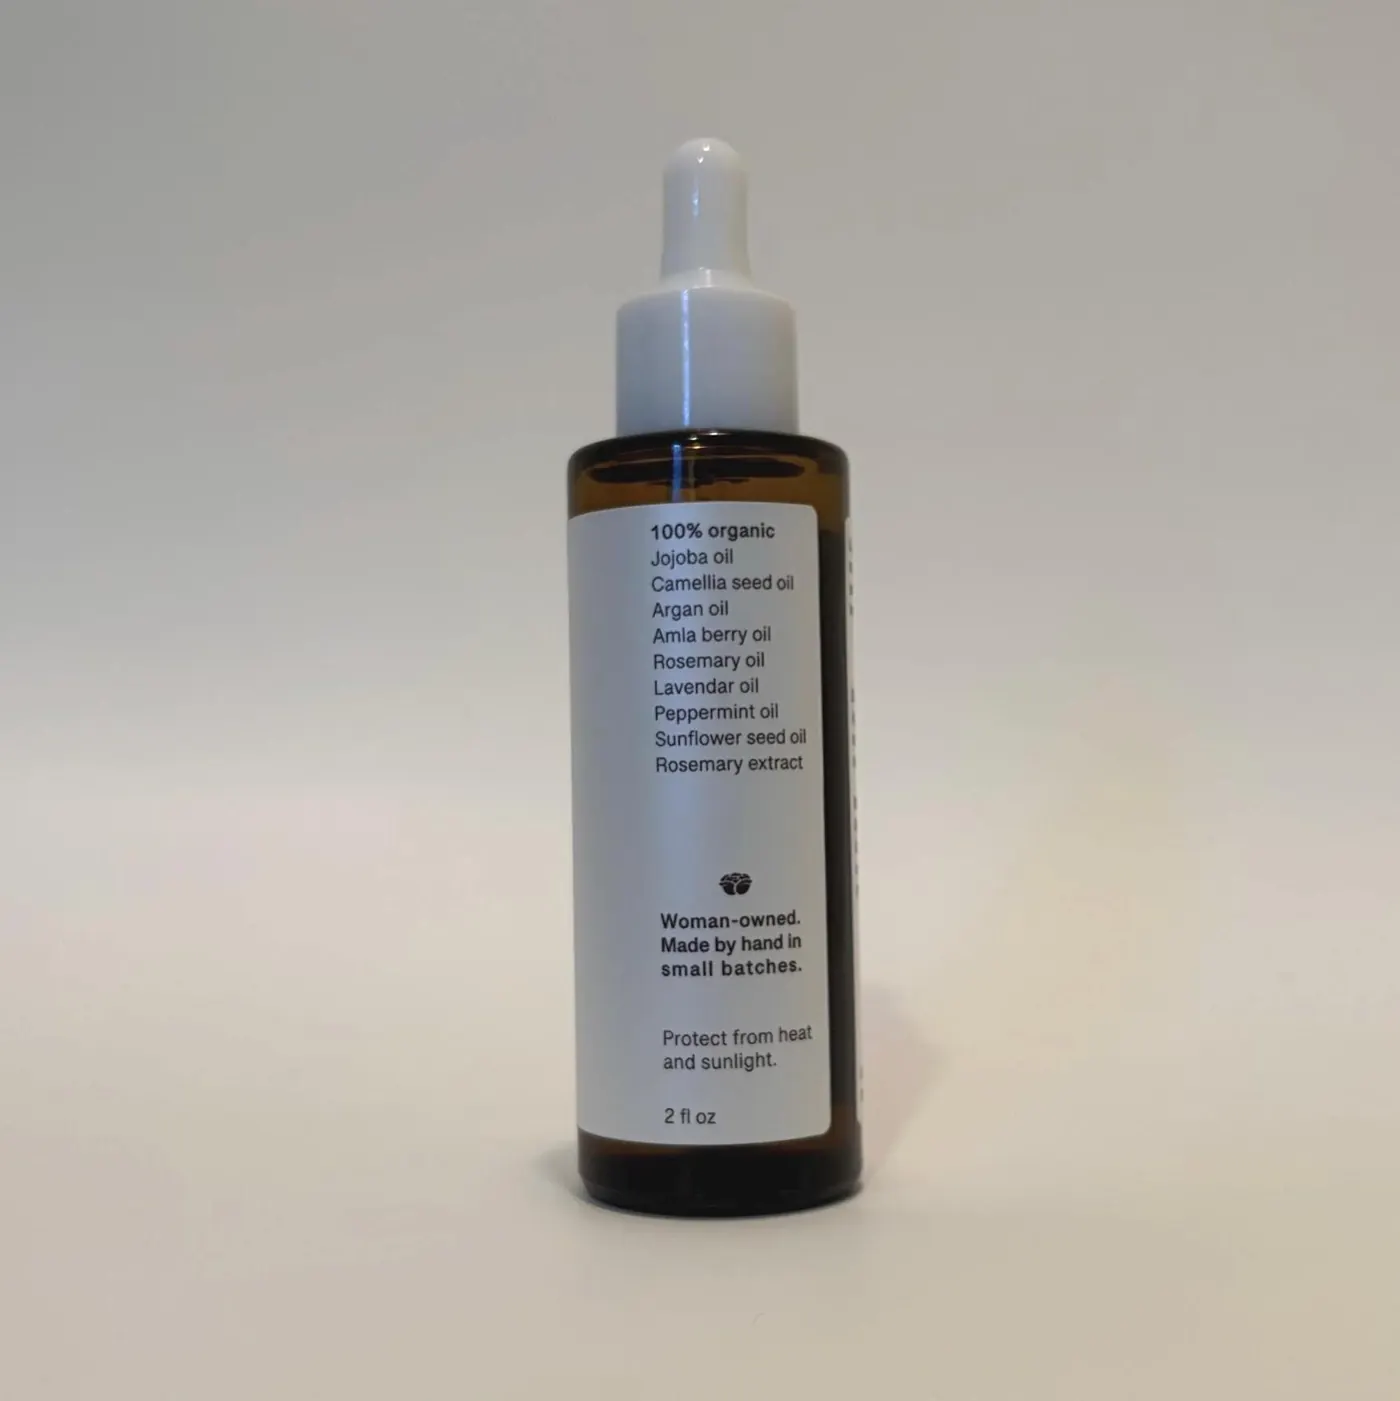 100% organic
Jojoba oil
Camellia seed oil
Argan oil
Amla berry oil
Rosemary oil
Lavendar oil
Peppermint oil
Sunflower seed oil
Rosemary extract
Woman-owned.
Made by hand in
small batches.
Protect from heat
and sunlight.
2 fl oz